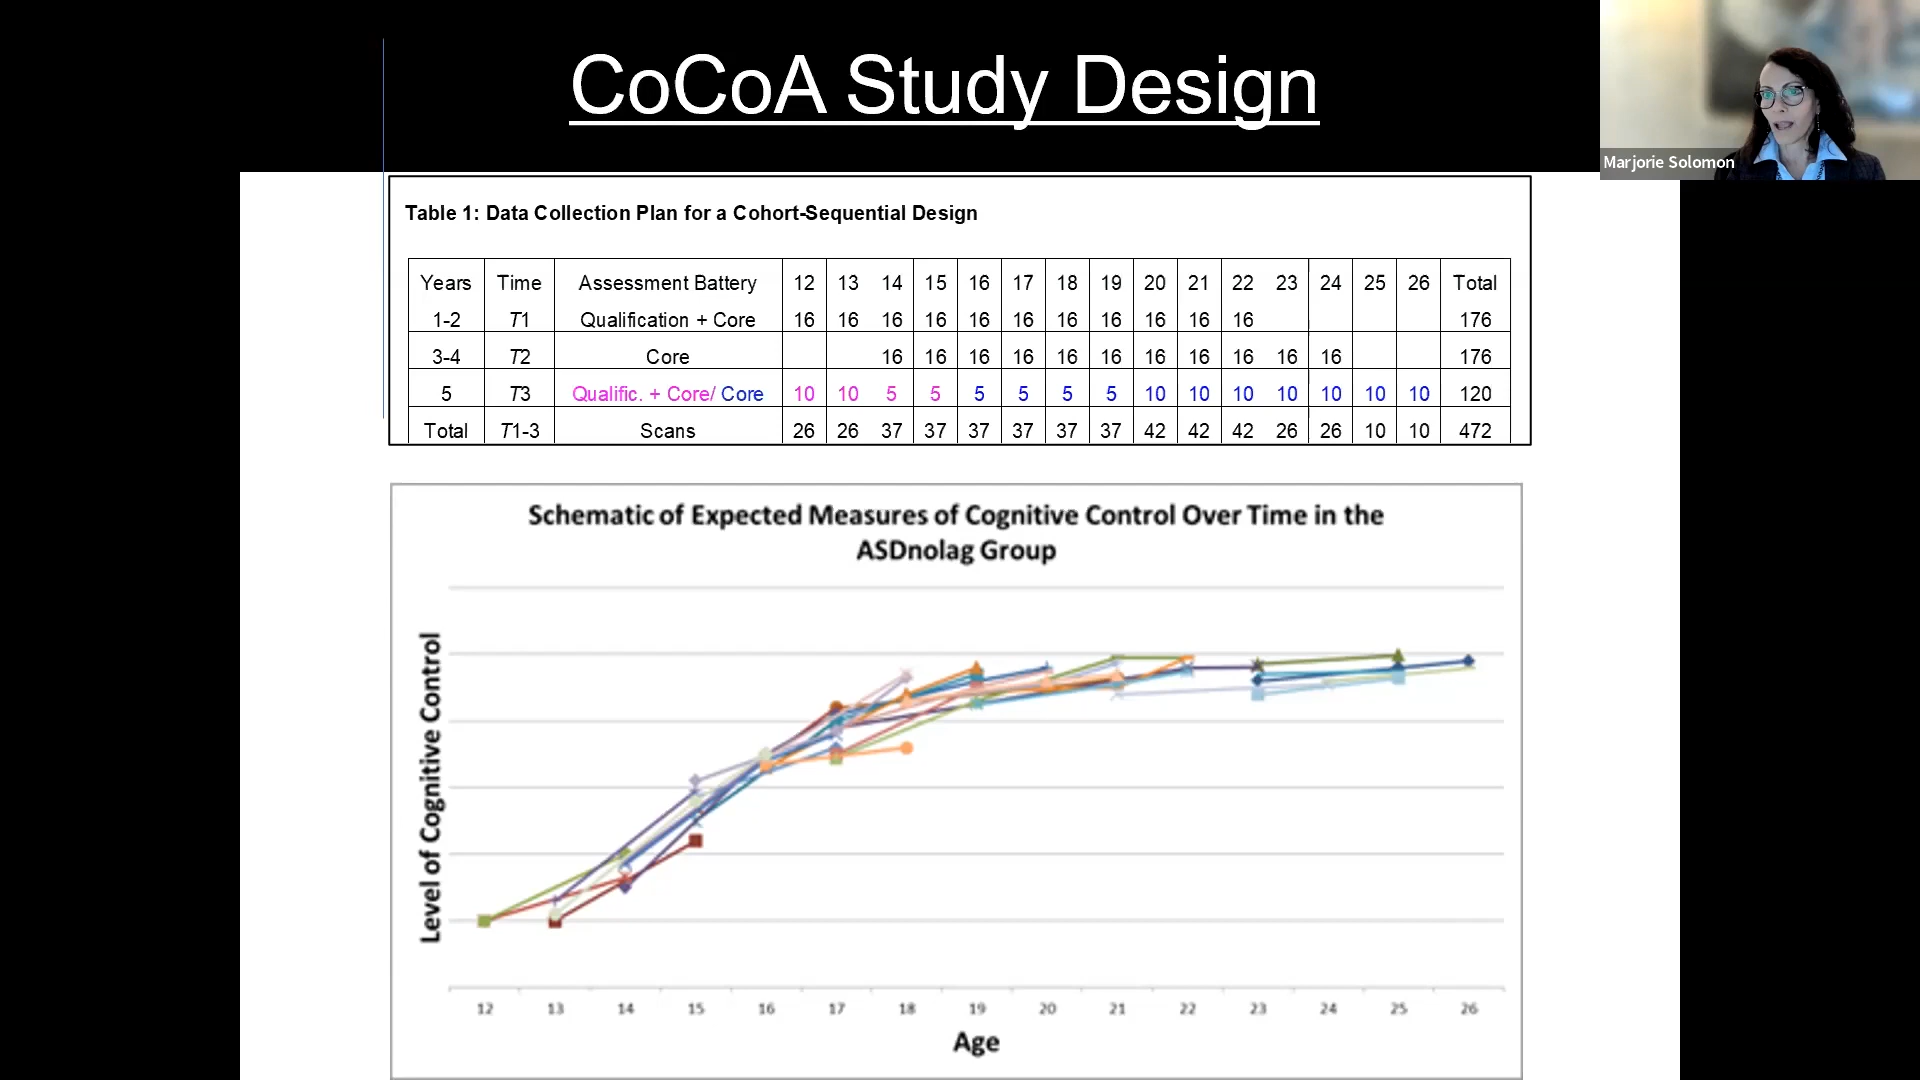 CoCoA Study Design
Marjorie Solomon
Table 1: Data Collection Plan for a Cohort-Sequential Design
Years Time Assessment Battery 12 13 14 15 16 17 18 19 20 21 22 23 24 25 26 Total
1-2 T1 Qualification + Core 16 16 16 16 16 16 16 16 16 16 16 176
3-4 T2 Core 16 16 16 16 16 16 16 16 16 16 16 176
5 T3 Qualific. + Core/ Core 10 10 5 5 5 5 5 5 10 10 10 10 10 10 10 120
Total T1-3 Scans 26 26 37 37 37 37 37 37 42 42 42 26 26 10 10 472
Schematic of Expected Measures of Cognitive Control Over Time in the
ASDnolag Group
Level of Cognitive Control
12 13 14 15 16 17 18 19 20 21 22 23 24 25 26
Age